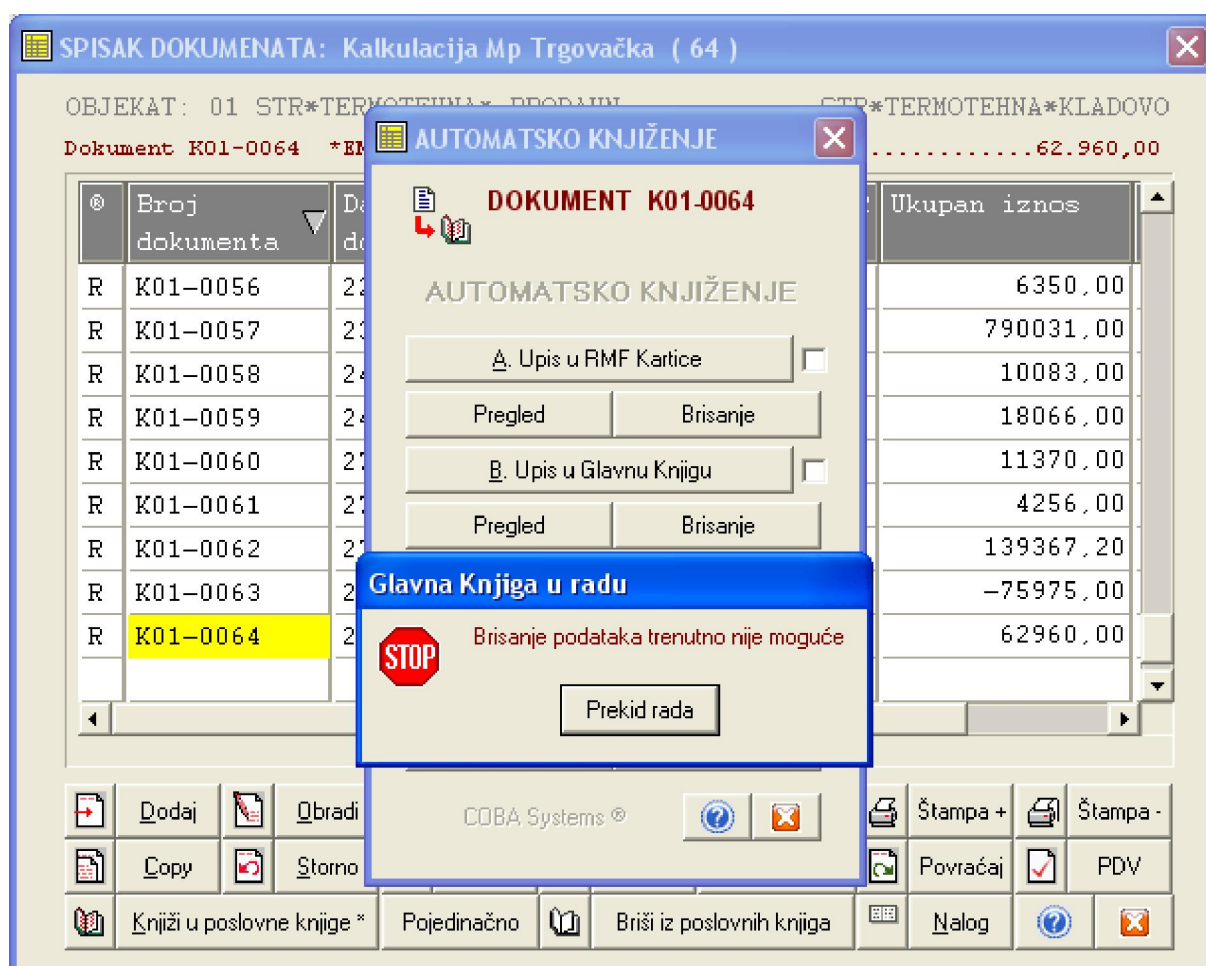 SPISAK DOKUMENATA: Kalkulacija Mp Trgovačka ( 64 )
OBJEKAT: 01 STR*TERMOTEHNA* STR*TERMOTEHNA*KLADOVO
Dokument K01-0064 .............62.960,00
AUTOMATSKO KNJIŽENJE
DOKUMENT K01-0064
AUTOMATSKO KNJIŽENJE
A. Upis u RMF Kartice
Pregled Brisanje
B. Upis u Glavnu Knjigu
Pregled Brisanje
Glavna Knjiga u radu
STOP
Brisanje podataka trenutno nije moguće
Prekid rada
COBA Systems ®
® Broj dokumenta Ukupan iznos
R K01-0056 6350,00
R K01-0057 790031,00
R K01-0058 10083,00
R K01-0059 18066,00
R K01-0060 11370,00
R K01-0061 4256,00
R K01-0062 139367,20
R K01-0063 -75975,00
R K01-0064 62960,00
Dodaj Obradi Štampa + Štampa -
Copy Storno Povraćaj PDV
Knjiži u poslovne knjige * Pojedinačno Briši iz poslovnih knjiga Nalog